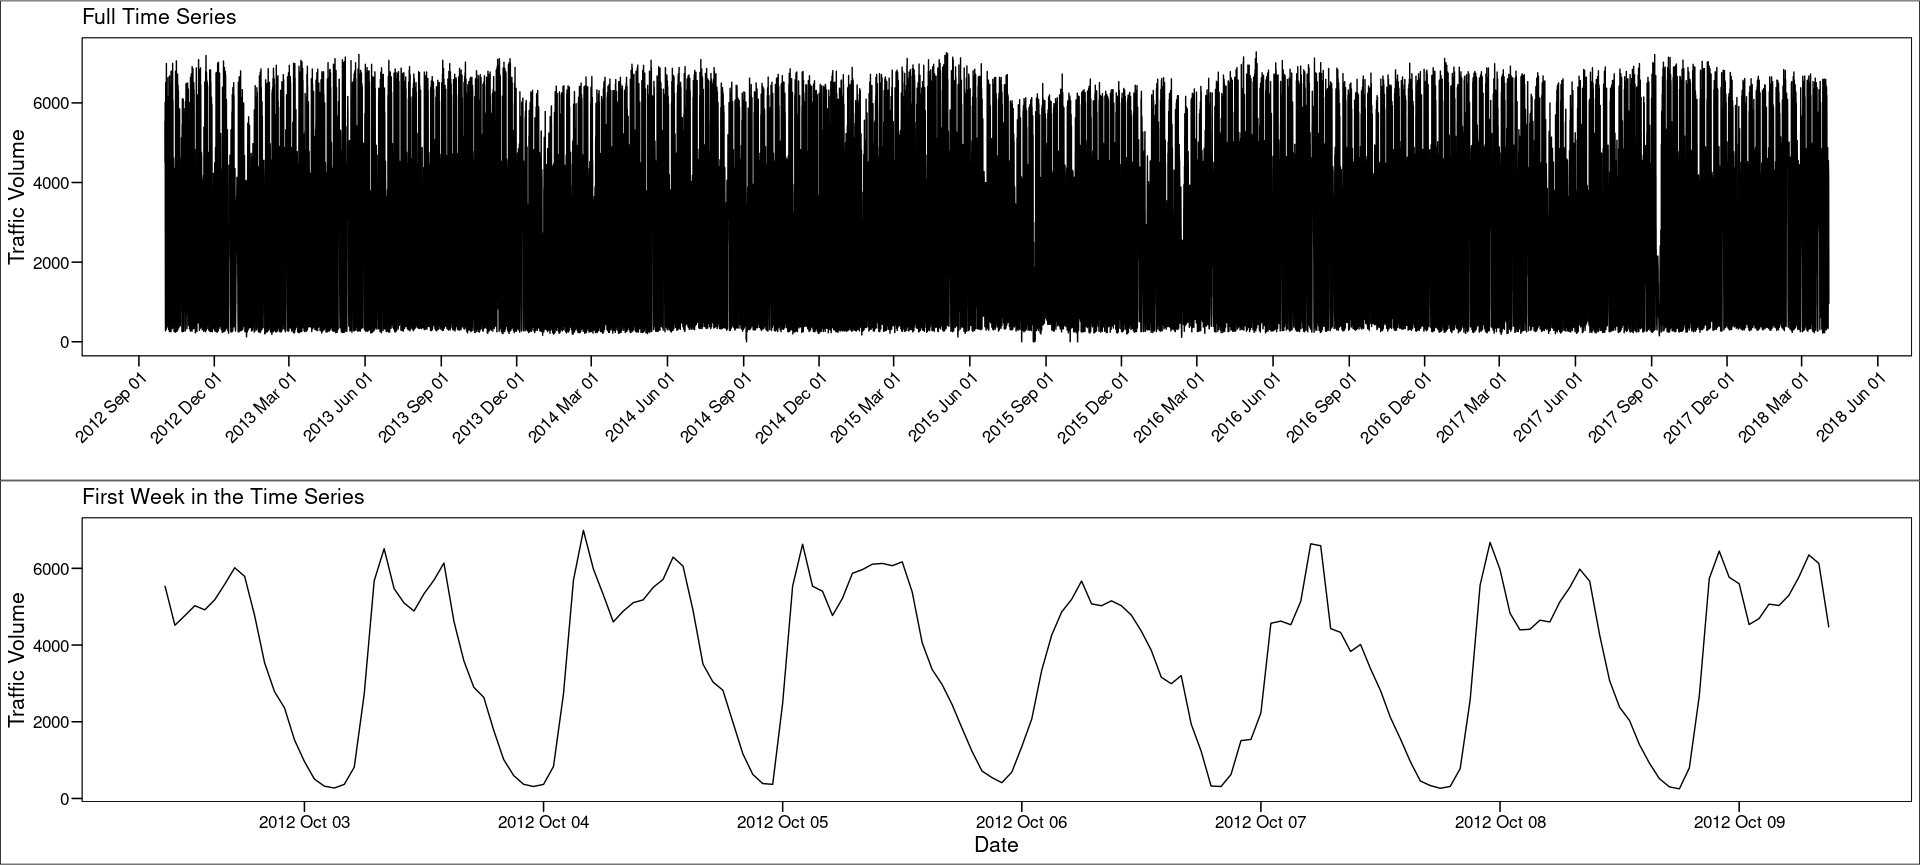 Full Time Series
Traffic Volume
6000
4000
2000
0
2012 Sep 01
2012 Dec 01
2013 Mar 01
2013 Jun 01
2013 Sep 01
2013 Dec 01
2014 Mar 01
2014 Jun 01
2014 Sep 01
2014 Dec 01
2015 Mar 01
2015 Jun 01
2015 Sep 01
2015 Dec 01
2016 Mar 01
2016 Jun 01
2016 Sep 01
2016 Dec 01
2017 Mar 01
2017 Jun 01
2017 Sep 01
2017 Dec 01
2018 Mar 01
2018 Jun 01
First Week in the Time Series
Traffic Volume
6000
4000
2000
0
2012 Oct 03
2012 Oct 04
2012 Oct 05
2012 Oct 06
2012 Oct 07
2012 Oct 08
2012 Oct 09
Date